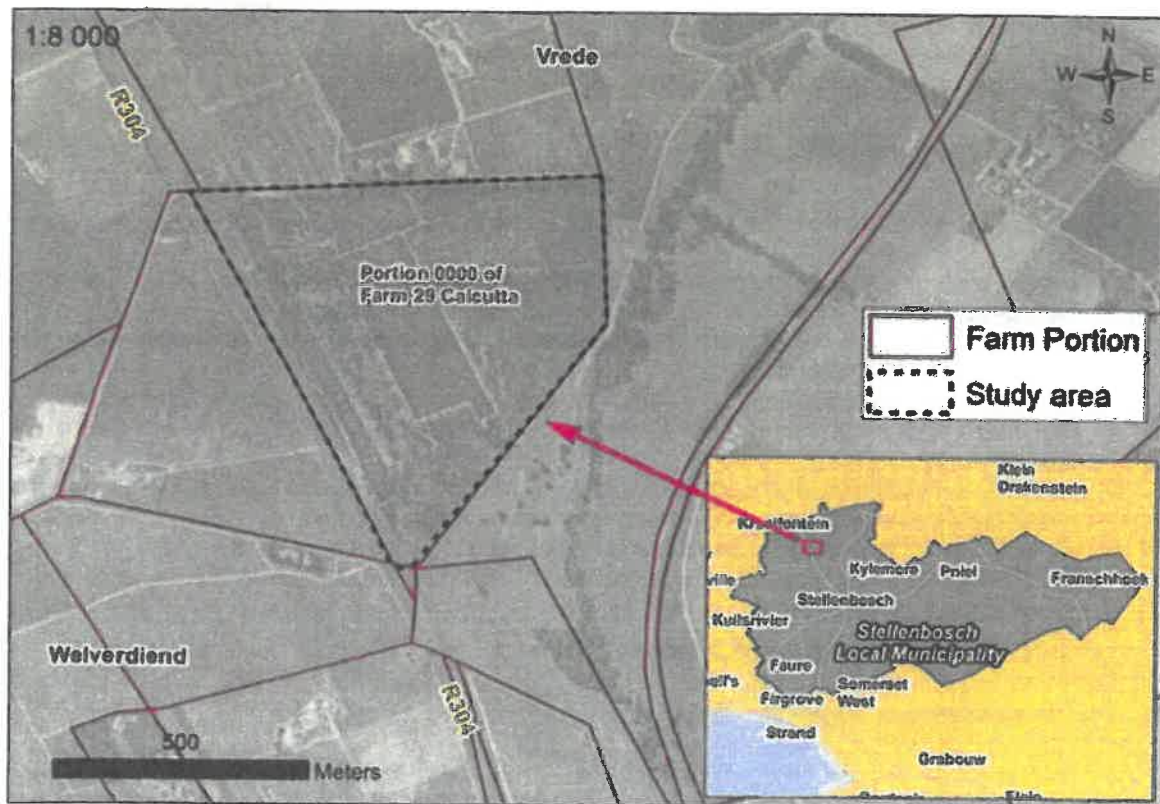 1:8 000
R304
Vrede
N
W E
S
Portion 0000 of
Farm 29 Calcutta
Farm Portion
Study area
Klein
Drakenstein
Kraaifontein
Kylemore
Pniel
Franschhoek
ville
Stellenbosch
Kuilsrivier
Stellenbosch
Local Municipality
Faure
Somerset
West
Firgrove
Strand
Grabouw
Welverdiend
R304
500
Meters